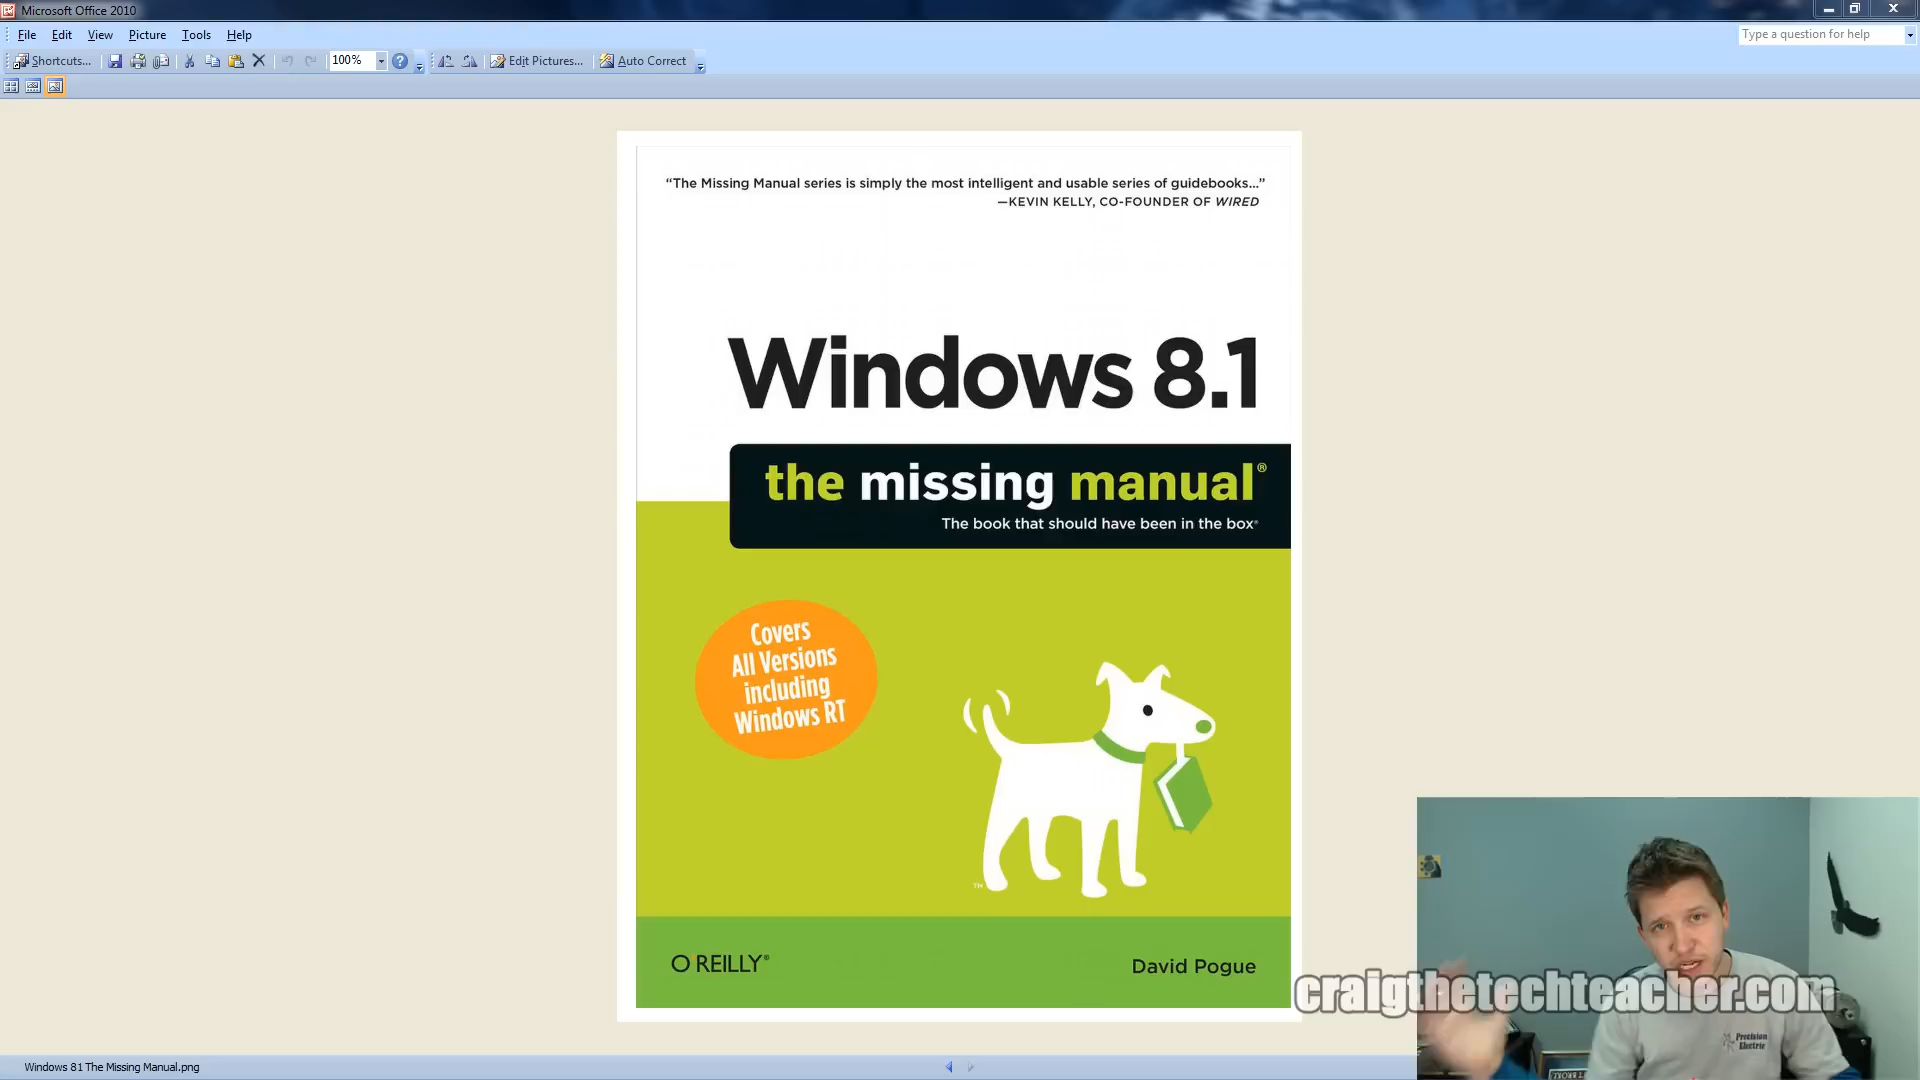 Microsoft Office 2010
File Edit View Picture Tools Help
Type a question for help
Shortcuts...
100%
Edit Pictures...
Auto Correct
“The Missing Manual series is simply the most intelligent and usable series of guidebooks...”
—KEVIN KELLY, CO-FOUNDER OF WIRED
Windows 8.1
the missing manual®
The book that should have been in the box®
Covers
All Versions
including
Windows RT
TM
O'REILLY®
David Pogue
craigthetechteacher.com
Precision
Electric
Windows 81 The Missing Manual.png